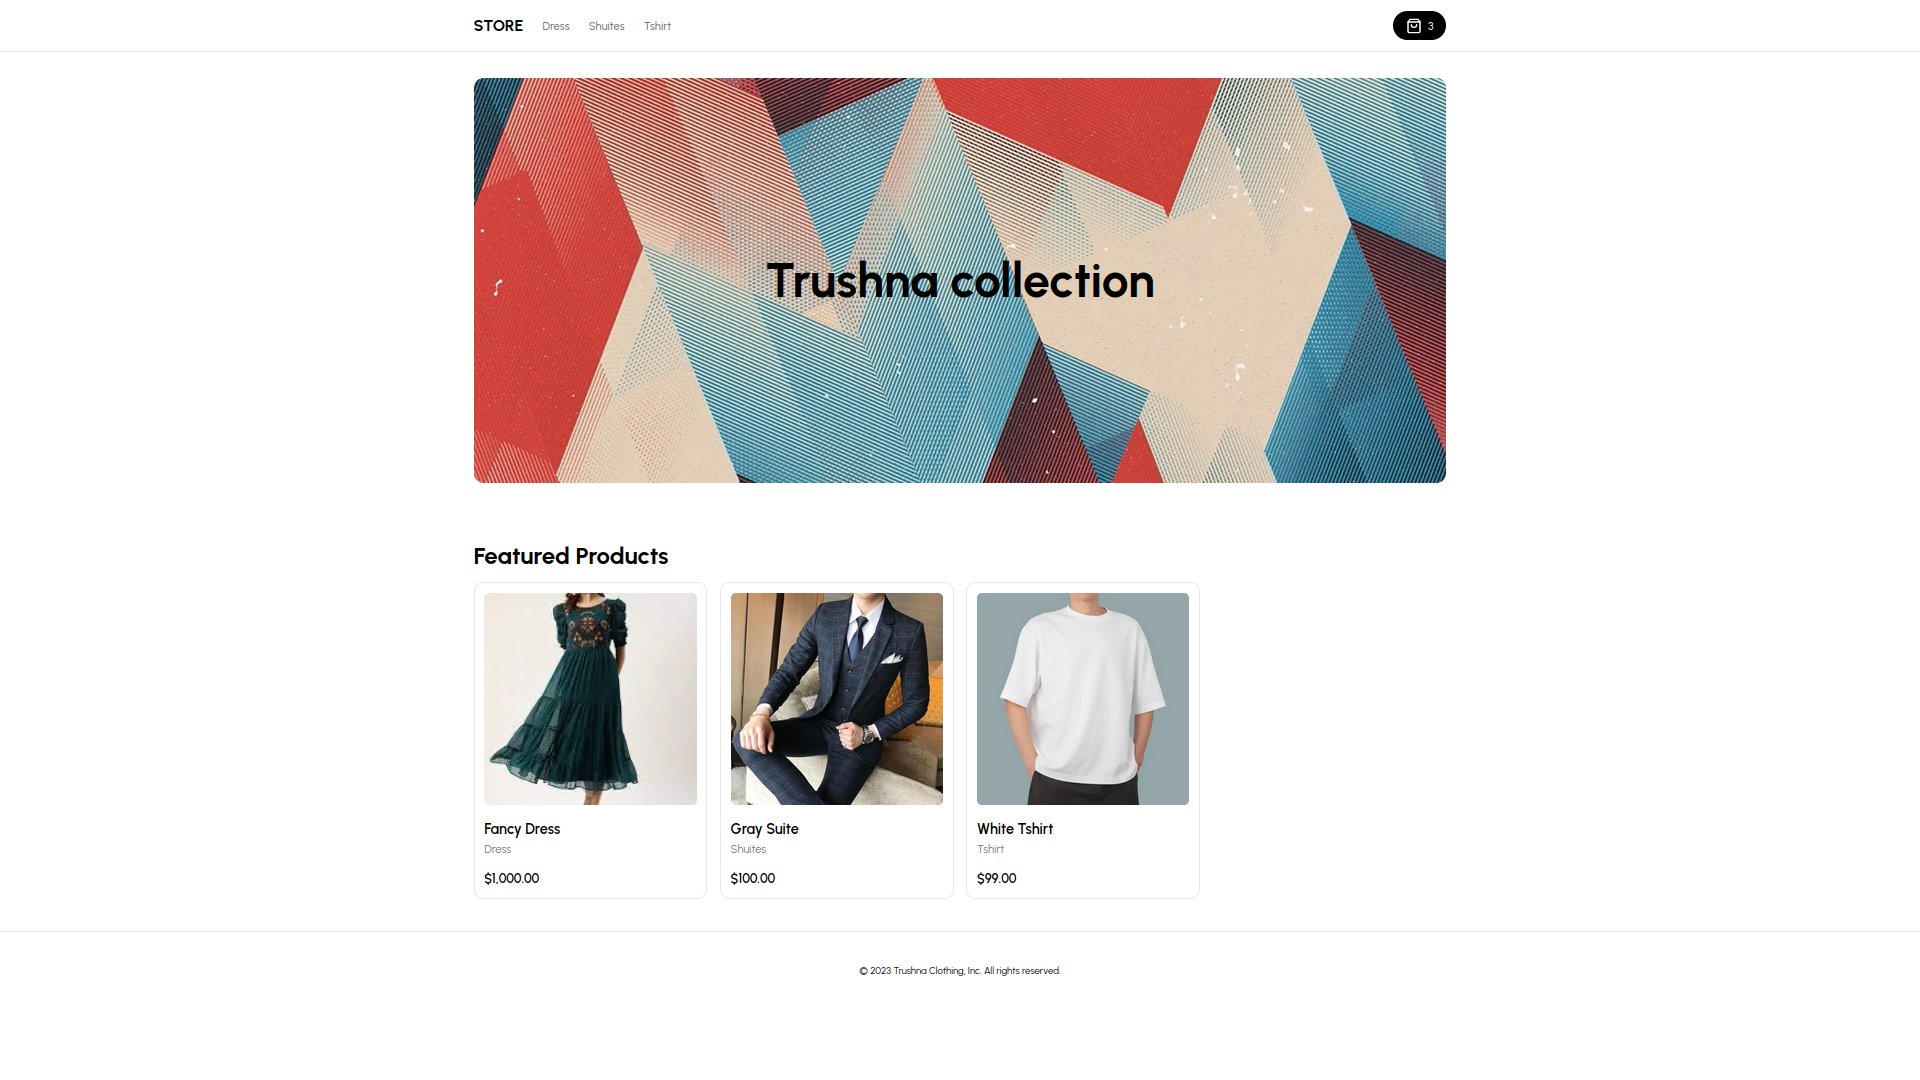 STORE Dress Shuites Tshirt 3
Trushna collection
Featured Products
Fancy Dress
Dress
$1,000.00
Gray Suite
Shuites
$100.00
White Tshirt
Tshirt
$99.00
© 2023 Trushna Clothing, Inc. All rights reserved.